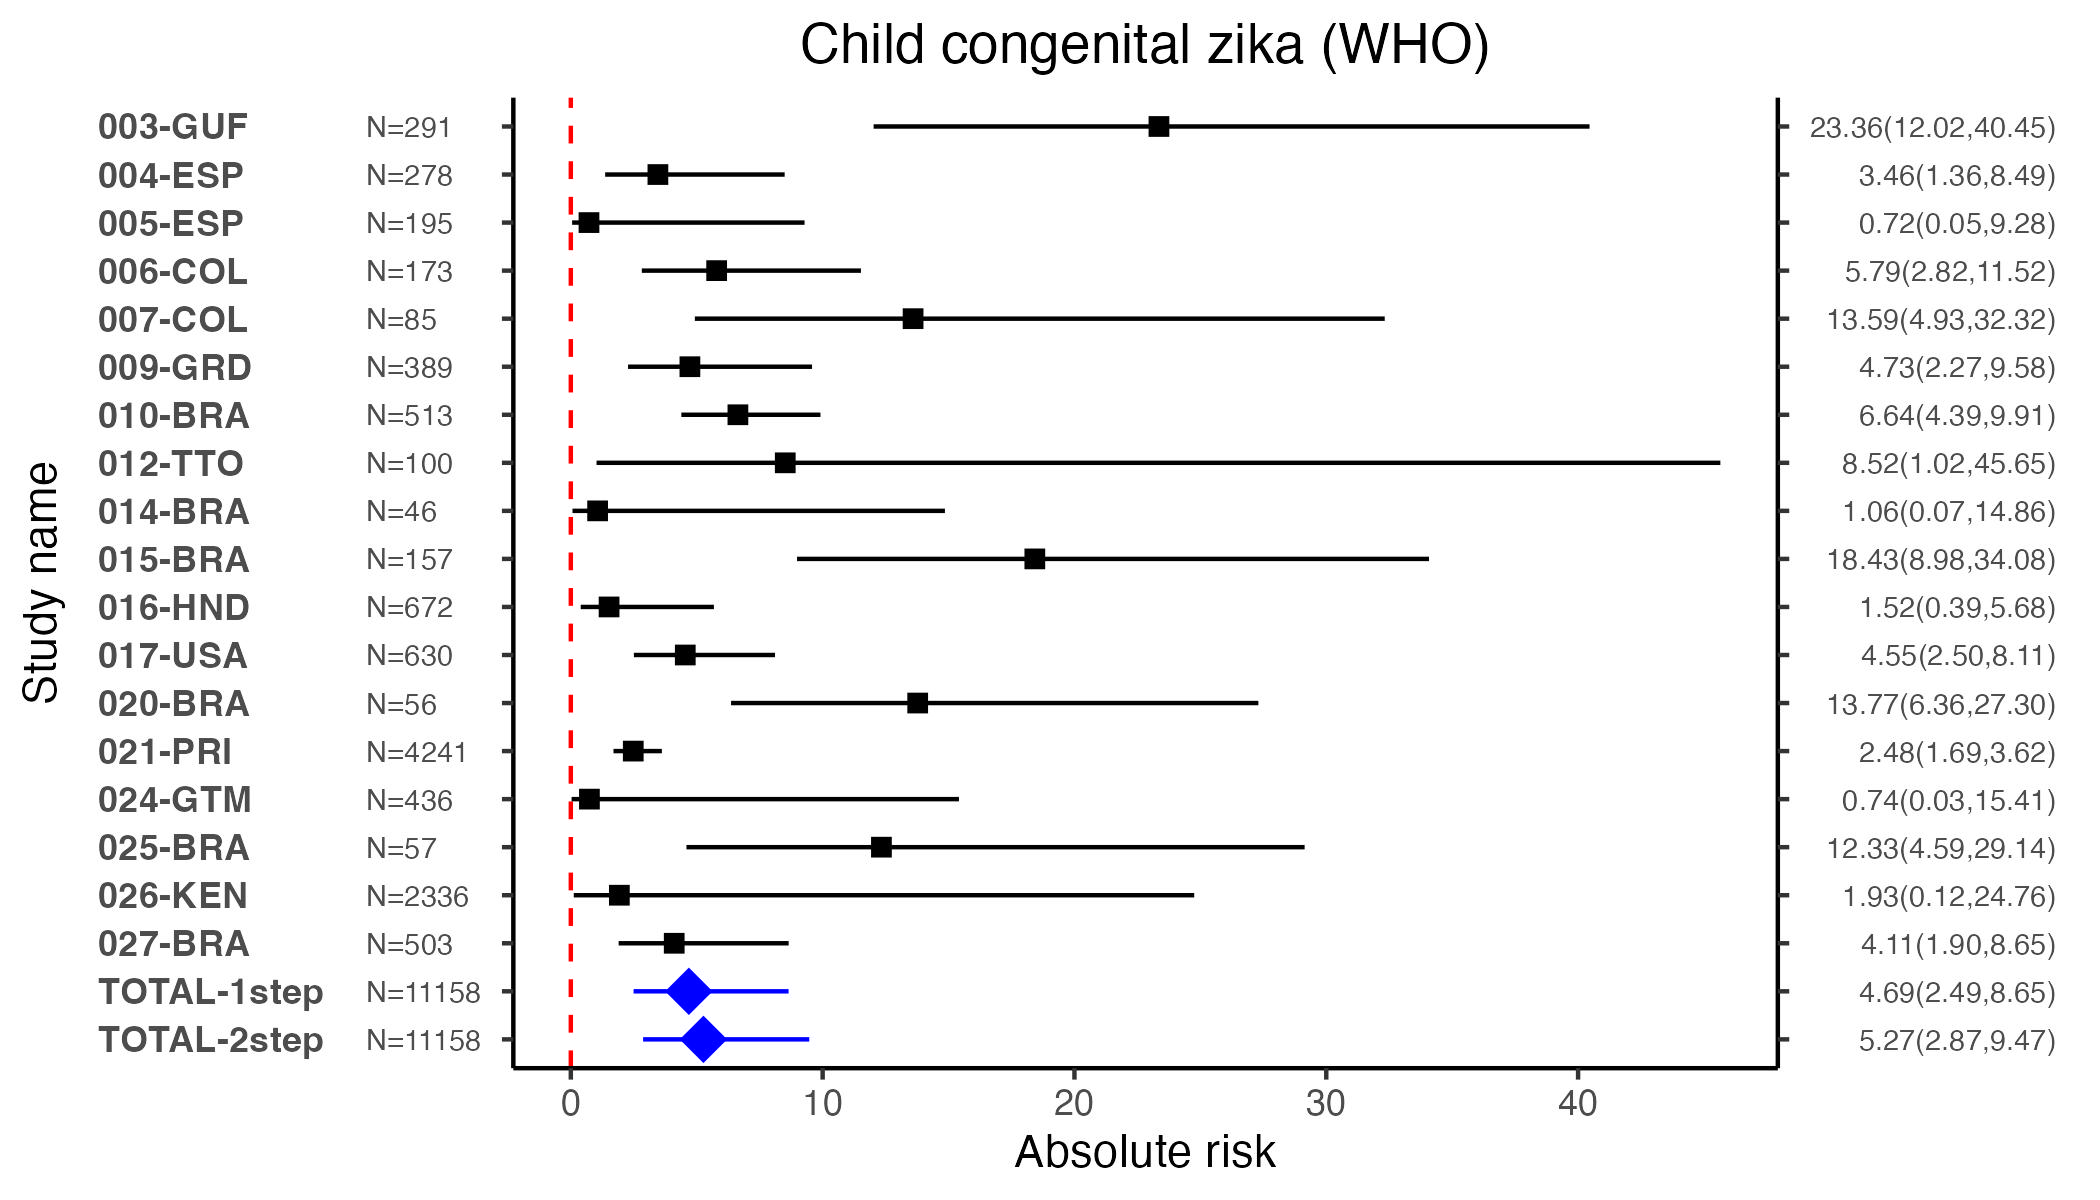 Child congenital zika (WHO)
Study name
003-GUF N=291 23.36(12.02,40.45)
004-ESP N=278 3.46(1.36,8.49)
005-ESP N=195 0.72(0.05,9.28)
006-COL N=173 5.79(2.82,11.52)
007-COL N=85 13.59(4.93,32.32)
009-GRD N=389 4.73(2.27,9.58)
010-BRA N=513 6.64(4.39,9.91)
012-TTO N=100 8.52(1.02,45.65)
014-BRA N=46 1.06(0.07,14.86)
015-BRA N=157 18.43(8.98,34.08)
016-HND N=672 1.52(0.39,5.68)
017-USA N=630 4.55(2.50,8.11)
020-BRA N=56 13.77(6.36,27.30)
021-PRI N=4241 2.48(1.69,3.62)
024-GTM N=436 0.74(0.03,15.41)
025-BRA N=57 12.33(4.59,29.14)
026-KEN N=2336 1.93(0.12,24.76)
027-BRA N=503 4.11(1.90,8.65)
TOTAL-1step N=11158 4.69(2.49,8.65)
TOTAL-2step N=11158 5.27(2.87,9.47)
0 10 20 30 40
Absolute risk